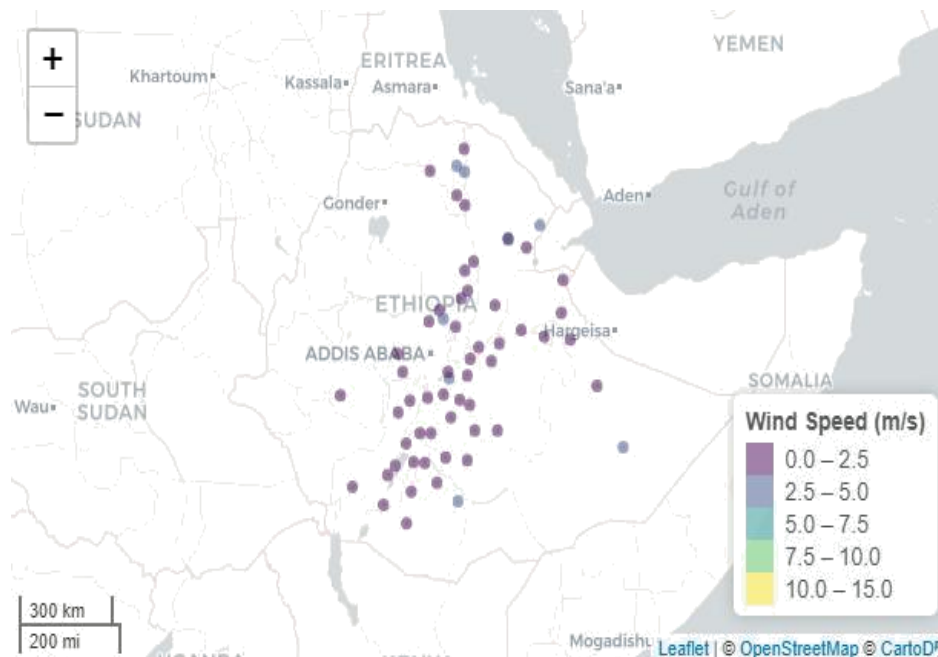 +
−
YEMEN
ERITREA
Khartoum
Kassala
Asmara
Sana'a
SUDAN
Gulf of
Aden
Gonder
Aden
ETHIOPIA
Hargeisa
ADDIS ABABA
SOMALIA
SOUTH
SUDAN
Wau
Wind Speed (m/s)
0.0 – 2.5
2.5 – 5.0
5.0 – 7.5
7.5 – 10.0
10.0 – 15.0
300 km
200 mi
Mogadishu
Leaflet | © OpenStreetMap © CartoDB